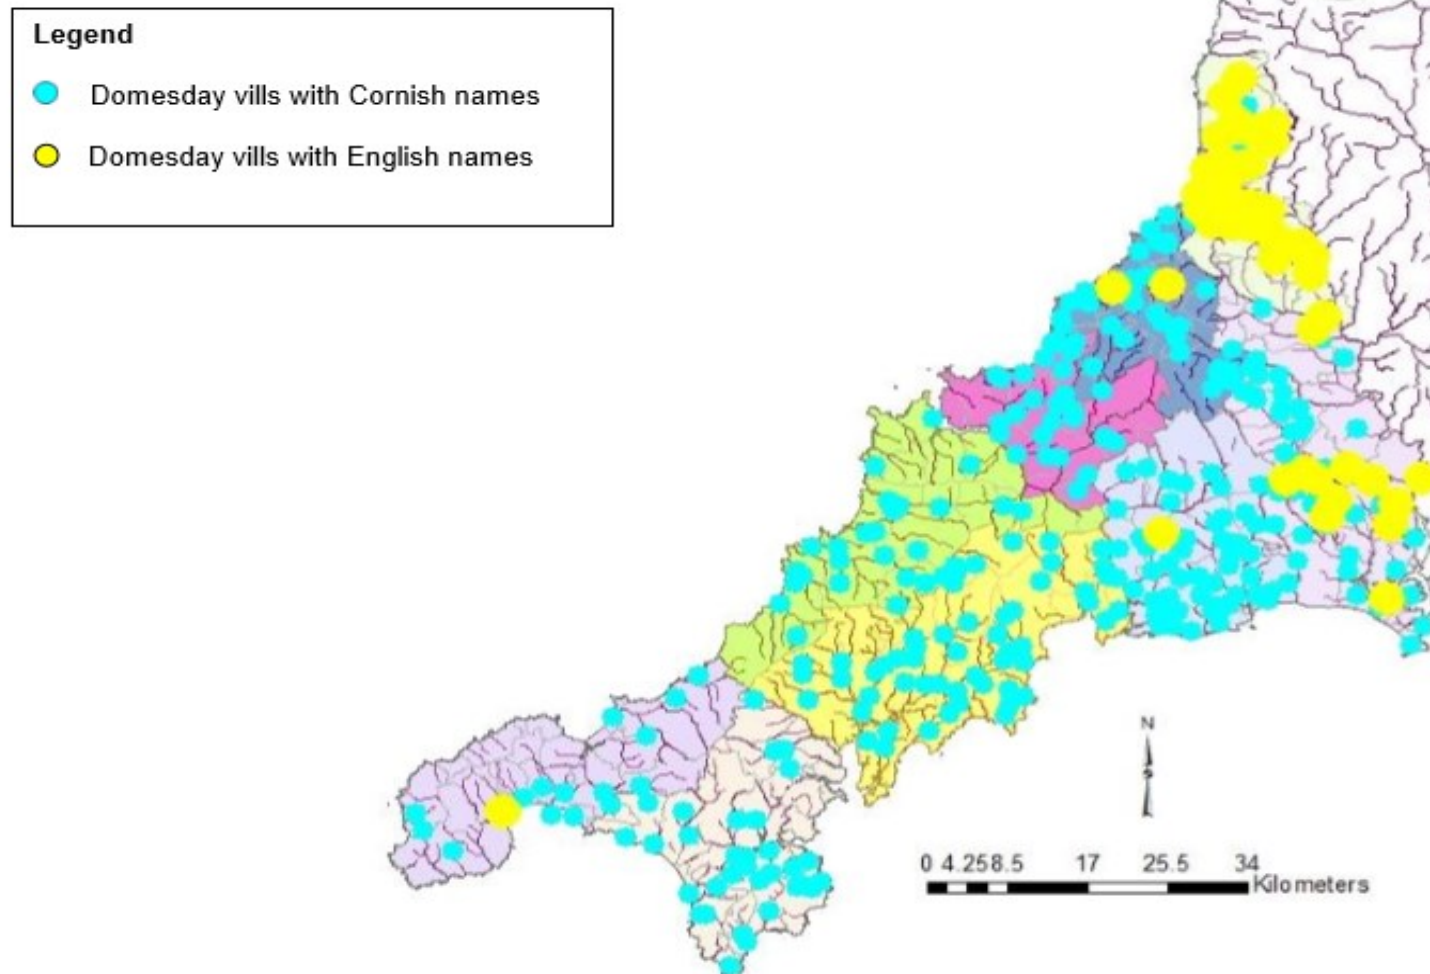 Legend
Domesday vills with Cornish names
Domesday vills with English names
N
0 4.25 8.5 17 25.5 34
Kilometers